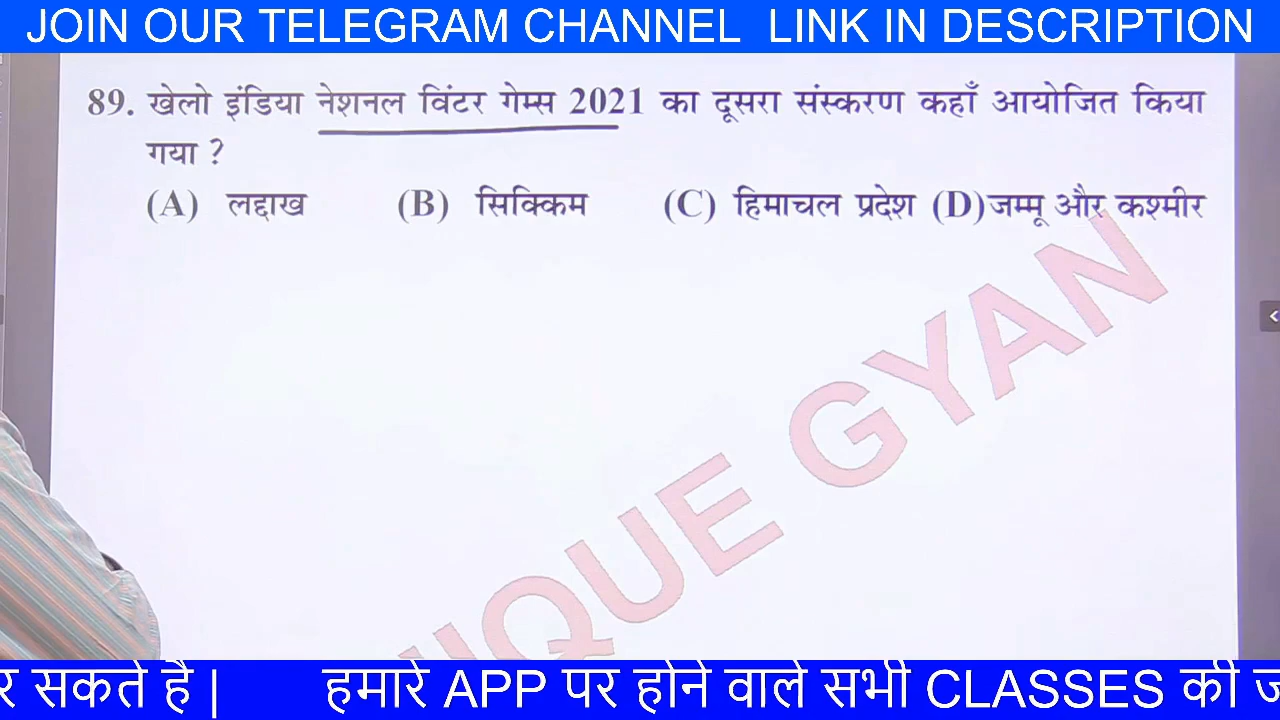 JOIN OUR TELEGRAM CHANNEL LINK IN DESCRIPTION
89. खेलो इंडिया नेशनल विंटर गेम्स 2021 का दूसरा संस्करण कहाँ आयोजित किया
गया ?
(A) लद्दाख (B) सिक्किम (C) हिमाचल प्रदेश (D)जम्मू और कश्मीर
GYAN
सकते है | हमारे APP पर होने वाले सभी CLASSES की